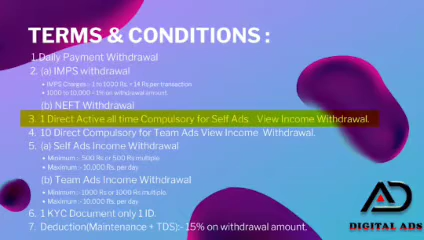 TERMS & CONDITIONS :
1.Daily Payment Withdrawal
2. (a) IMPS withdrawal
• IMPS Charges :- 1 to 1000 Rs. = 14 Rs.per transaction
• 1000 to 10,000 = 1% on withdrawal amount
(b) NEFT Withdrawal
3. 1 Direct Active all time Compulsory for Self Ads View Income Withdrawal.
4. 10 Direct Compulsory for Team Ads View Income Withdrawal.
5. (a) Self Ads Income Withdrawal
• Minimum :- 500 Rs or 500 Rs multiple.
• Maximum :- 10,000 Rs. per day
(b) Team Ads Income Withdrawal
• Minimum :- 1000 Rs or 1000 Rs multiple.
• Maximum :- 10,000 Rs. per day.
6. 1 KYC Document only 1 ID.
7. Deduction(Maintenance + TDS):- 15% on withdrawal amount.
DIGITAL ADS